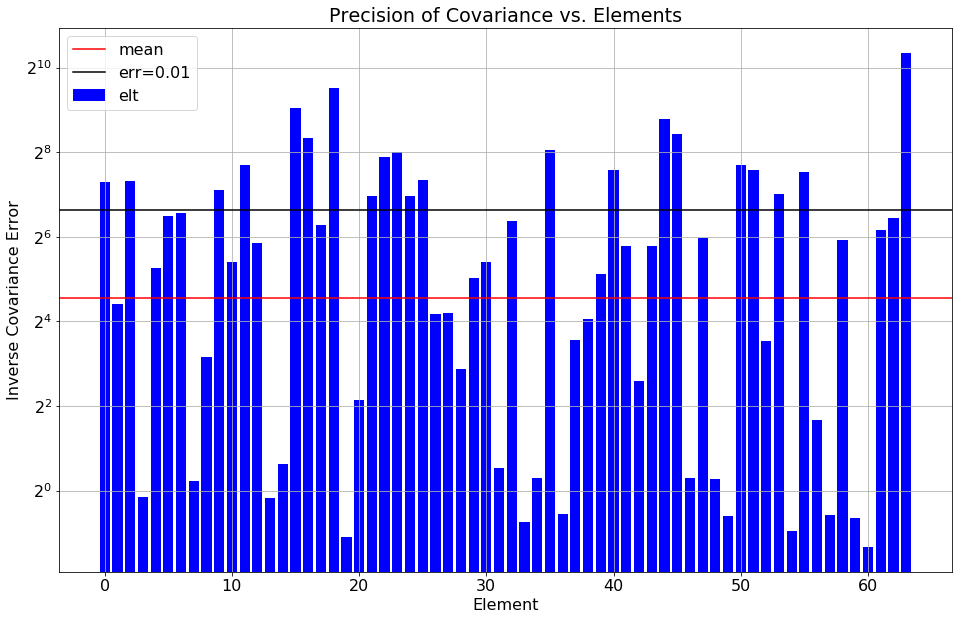 Precision of Covariance vs. Elements
mean
err=0.01
elt
Inverse Covariance Error
2^10
2^8
2^6
2^4
2^2
2^0
0 10 20 30 40 50 60
Element